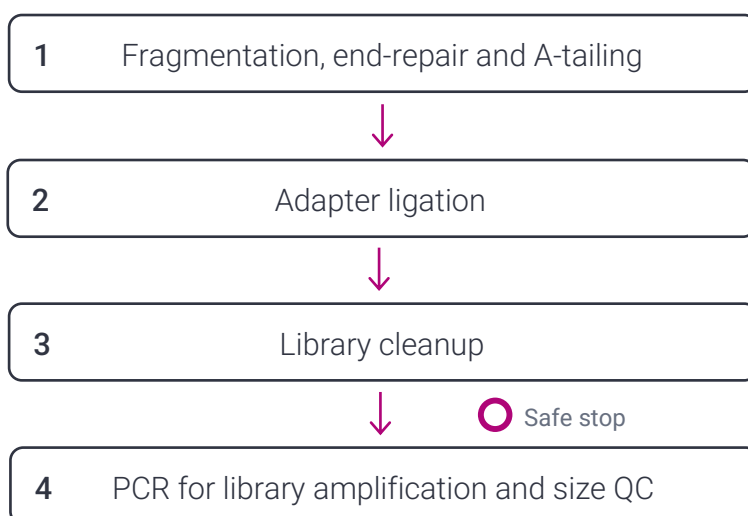 1 Fragmentation, end-repair and A-tailing
2 Adapter ligation
3 Library cleanup
Safe stop
4 PCR for library amplification and size QC